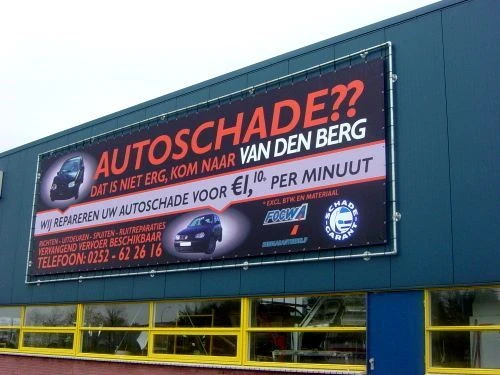 AUTOSCHADE??
DAT IS NIET ERG, KOM NAAR VAN DEN BERG
WIJ REPAREREN UW AUTOSCHADE VOOR €1,10. PER MINUUT
* EXCL. BTW. EN MATERIAAL
RICHTEN - UITDEUKEN - SPUITEN - RUITREPARATIES
VERVANGEND VERVOER BESCHIKBAAR
TELEFOON: 0252 - 62 26 16
FOCWA
SCHADE
GARANT